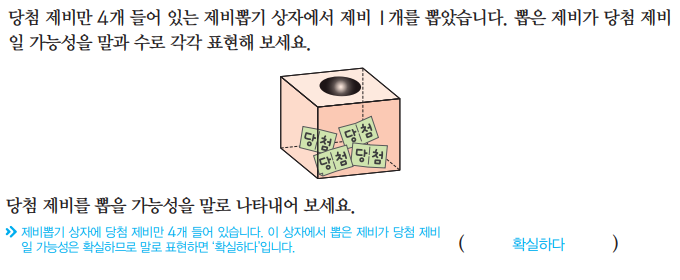 당첨 제비만 4개 들어 있는 제비뽑기 상자에서 제비 1개를 뽑았습니다. 뽑은 제비가 당첨 제비
일 가능성을 말과 수로 각각 표현해 보세요.
당첨
당첨
당첨
당첨
당첨 제비를 뽑을 가능성을 말로 나타내어 보세요.
>> 제비뽑기 상자에 당첨 제비만 4개 들어 있습니다. 이 상자에서 뽑은 제비가 당첨 제비
일 가능성은 확실하므로 말로 표현하면 '확실하다'입니다.
( 확실하다 )